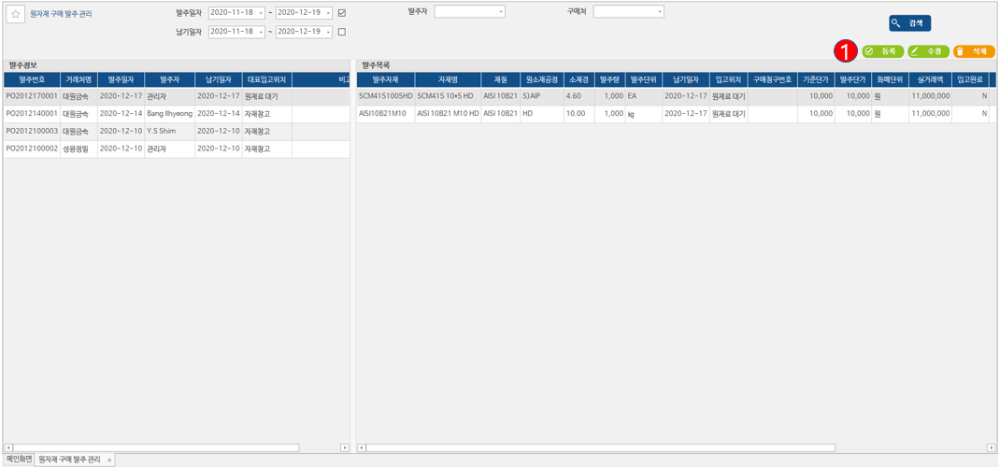 원자재 구매 발주 관리
발주일자 2020-11-18 ~ 2020-12-19 발주자 구매처
납기일자 2020-11-18 ~ 2020-12-19
검색
1 등록 수정 삭제
발주정보
발주번호 거래처명 발주일자 발주자 납기일자 대표입고위치 비고
PO2012170001 대원금속 2020-12-17 관리자 2020-12-17 원재료 대기
PO2012140001 대원금속 2020-12-14 Bang Ilhyeong 2020-12-14 자재창고
PO2012100003 대원금속 2020-12-10 Y.S Shim 2020-12-10 자재창고
PO2012100002 성광정밀 2020-12-10 관리자 2020-12-10 자재창고
발주목록
발주자재 자재명 재질 원소재공정 소재경 발주량 발주단위 납기일자 입고위치 구매청구번호 기준단가 발주단가 화폐단위 실거래액 입고완료
SCM4151005HD SCM415 10*5 HD AISI 10B21 S)AIP 4.60 1,000 EA 2020-12-17 원재료 대기 10,000 10,000 원 11,000,000 N
AISI10B21M10 AISI 10B21 M10 HD AISI 10B21 HD 10.00 1,000 ㎏ 2020-12-17 원재료 대기 10,000 10,000 원 11,000,000 N
메인화면 원자재 구매 발주 관리 ×